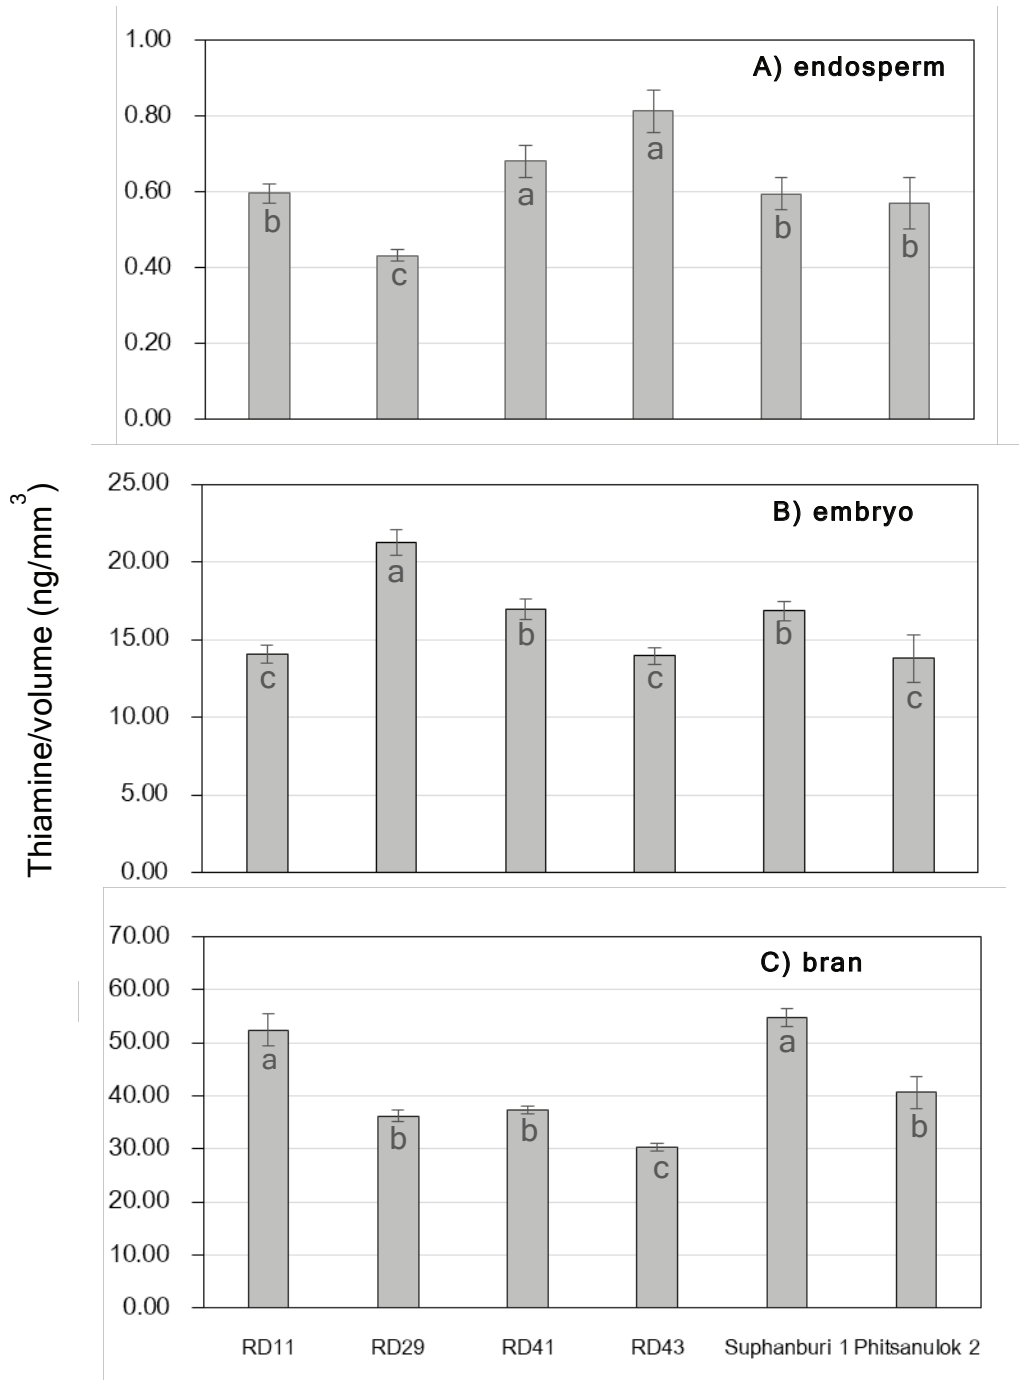 A) endosperm
1.00
0.80
0.60
0.40
0.20
0.00
b
c
a
a
b
b
Thiamine/volume (ng/mm³)
B) embryo
25.00
20.00
15.00
10.00
5.00
0.00
c
a
b
c
b
c
C) bran
70.00
60.00
50.00
40.00
30.00
20.00
10.00
0.00
a
b
b
c
a
b
RD11 RD29 RD41 RD43 Suphanburi 1 Phitsanulok 2